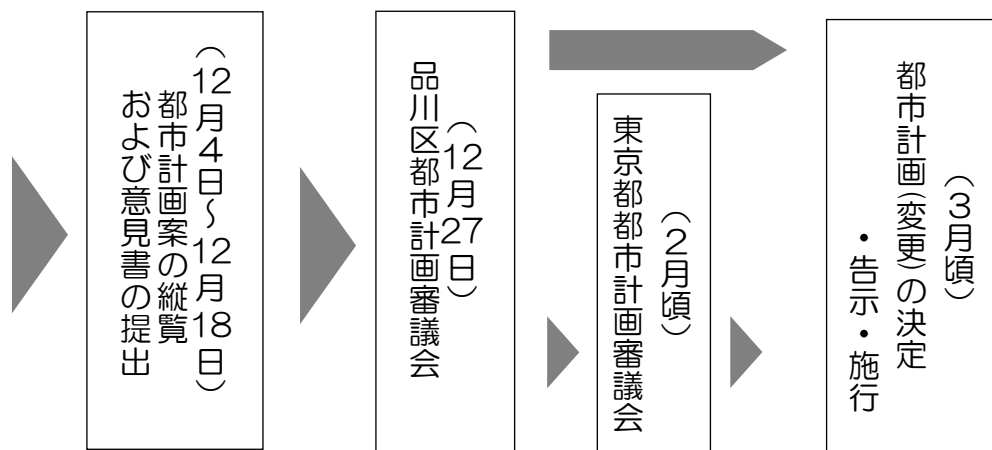 (12月4日～12月18日)
都市計画案の縦覧
および意見書の提出
(12月27日)
品川区都市計画審議会
(2月頃)
東京都都市計画審議会
(3月頃)
都市計画(変更)の決定
・告示・施行